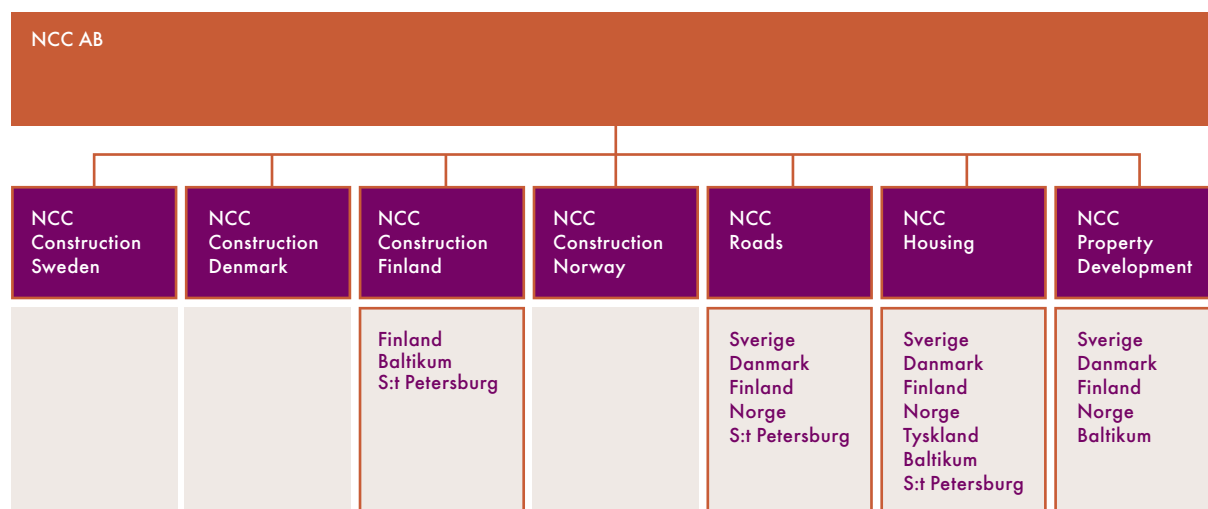 NCC AB
NCC
Construction
Sweden
NCC
Construction
Denmark
NCC
Construction
Finland
NCC
Construction
Norway
NCC
Roads
NCC
Housing
NCC
Property
Development
Finland
Baltikum
S:t Petersburg
Sverige
Danmark
Finland
Norge
S:t Petersburg
Sverige
Danmark
Finland
Norge
Tyskland
Baltikum
S:t Petersburg
Sverige
Danmark
Finland
Norge
Baltikum